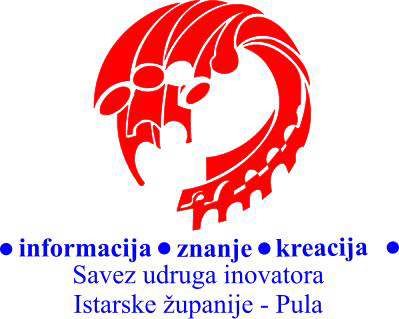 • informacija • znanje • kreacija •
Savez udruga inovatora
Istarske županije - Pula